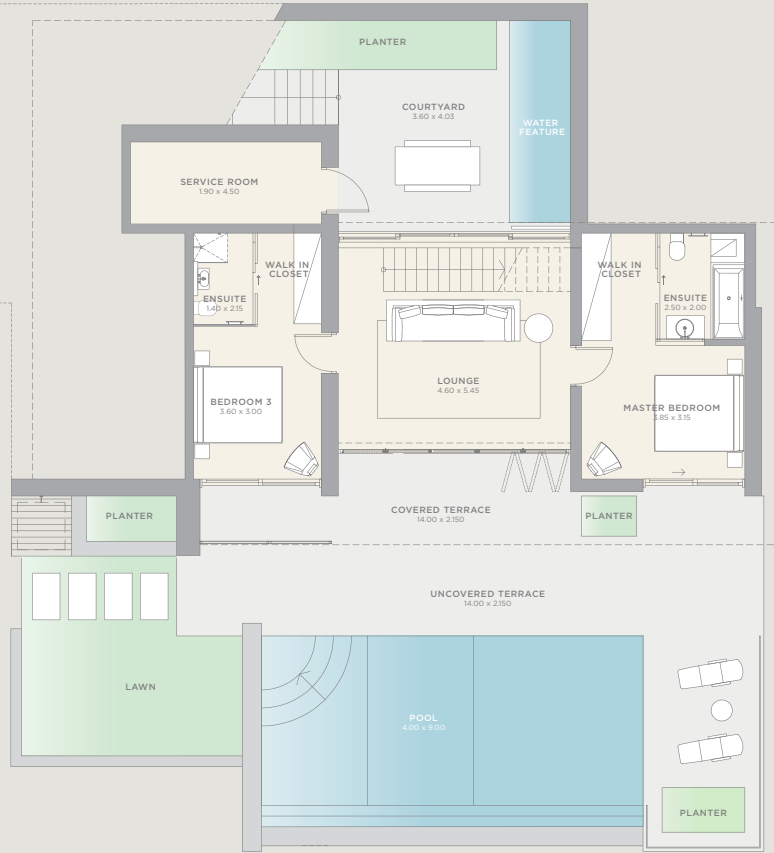 PLANTER
COURTYARD
3.60 x 4.03
WATER
FEATURE
SERVICE ROOM
1.90 x 4.50
WALK IN
CLOSET
ENSUITE
1.40 x 2.15
WALK IN
CLOSET
ENSUITE
2.50 x 2.00
LOUNGE
4.60 x 5.45
BEDROOM 3
3.60 x 3.00
MASTER BEDROOM
3.85 x 3.15
PLANTER
COVERED TERRACE
14.00 x 2.150
PLANTER
UNCOVERED TERRACE
14.00 x 2.150
LAWN
POOL
4.00 x 9.00
PLANTER